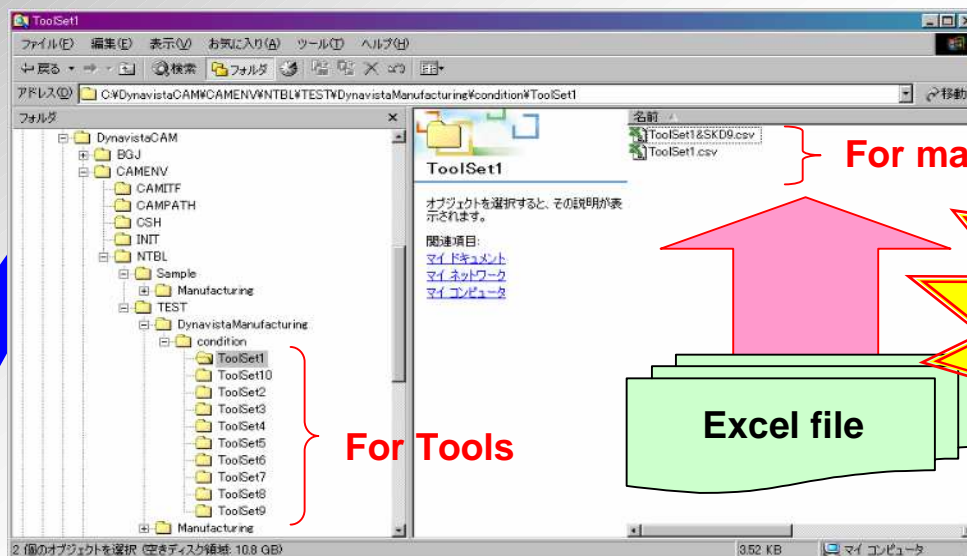 ToolSet1
ファイル(F) 編集(E) 表示(V) お気に入り(A) ツール(T) ヘルプ(H)
戻る 検索 フォルダ
アドレス(D) C:¥DynavistaCAM¥CAMENV¥NTBL¥TEST¥DynavistaManufacturing¥condition¥ToolSet1 移動
フォルダ
DynavistaCAM
BGJ
CAMENV
CAMITF
CAMPATH
CSH
INIT
NTBL
Sample
Manufacturing
TEST
DynavistaManufacturing
condition
ToolSet1
ToolSet10
ToolSet2
ToolSet3
ToolSet4
ToolSet5
ToolSet6
ToolSet7
ToolSet8
ToolSet9
Manufacturing
For Tools
ToolSet1
オブジェクトを選択すると、その説明が表
示されます。
関連項目:
マイ ドキュメント
マイ ネットワーク
マイ コンピュータ
名前
ToolSet1&SKD9.csv
ToolSet1.csv
For ma
Excel file
2 個のオブジェクトを選択 (空きディスク領域: 10.8 GB) 3.52 KB マイ コンピュータ